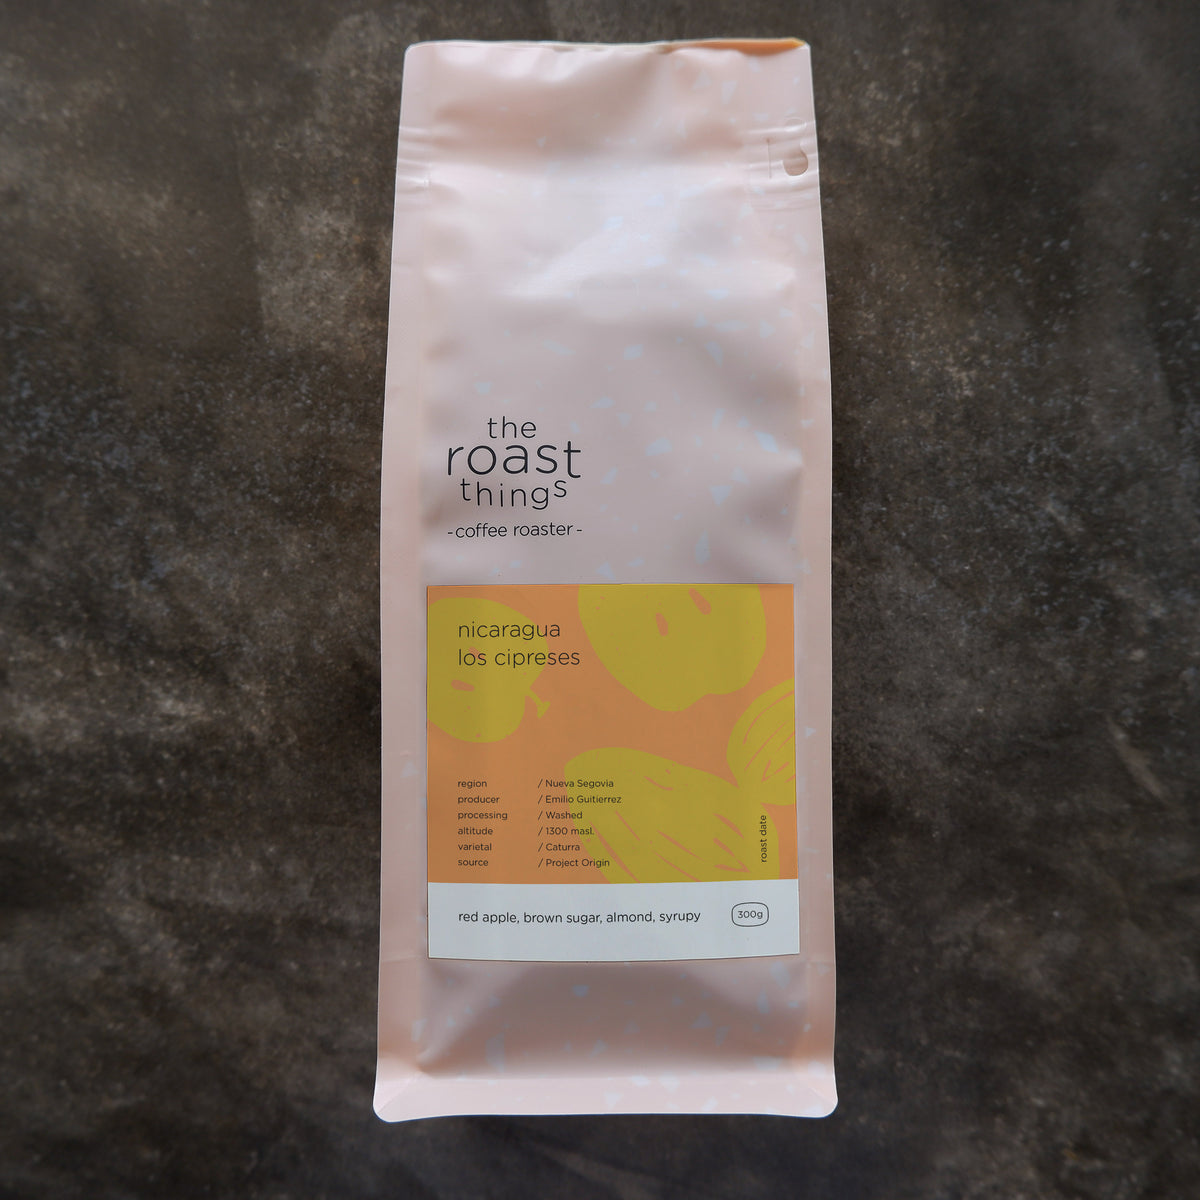 the
roast
things
-coffee roaster-
nicaragua
los cipreses
region / Nueva Segovia
producer / Emilio Guitierrez
processing / Washed
altitude / 1300 masl.
varietal / Caturra
source / Project Origin
roast date
red apple, brown sugar, almond, syrupy
300g